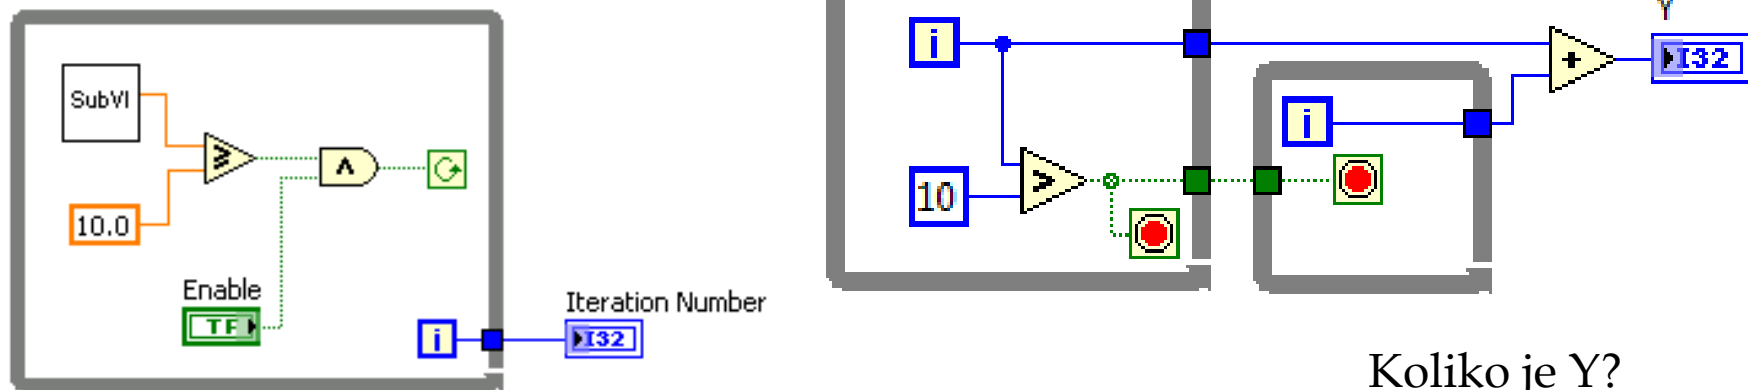 SubVI
10.0
Enable
TF
i
Iteration Number
I32
i
10
>
i
+
Y
I32
Koliko je Y?